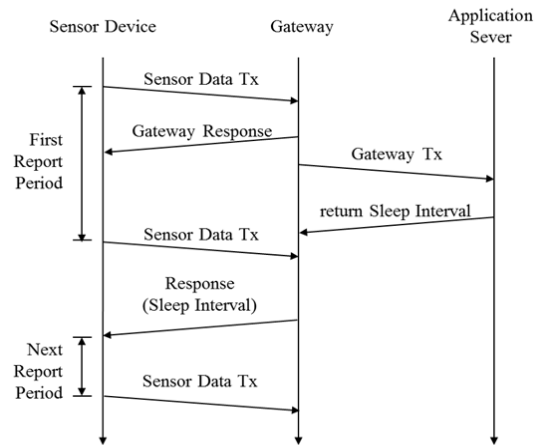 Sensor Device
Gateway
Application
Sever
Sensor Data Tx
Gateway Response
First
Report
Period
Gateway Tx
return Sleep Interval
Sensor Data Tx
Response
(Sleep Interval)
Next
Report
Period
Sensor Data Tx